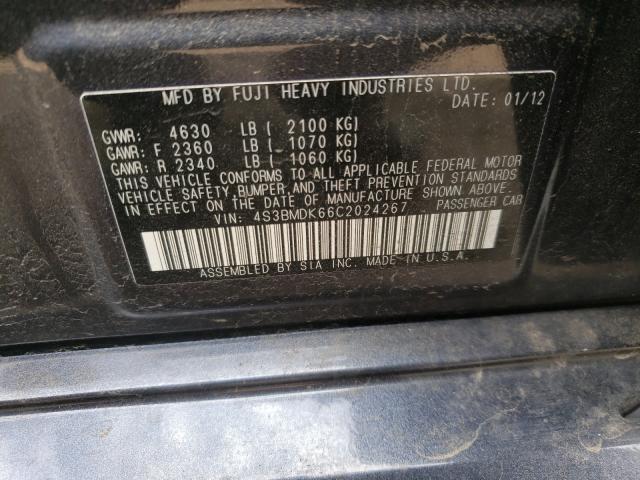 MFD BY FUJI HEAVY INDUSTRIES LTD.
DATE: 01/12
GVWR: 4630 LB ( 2100 KG)
GAWR: F 2360 LB ( 1070 KG)
GAWR: R 2340 LB ( 1060 KG)
THIS VEHICLE CONFORMS TO ALL APPLICABLE FEDERAL MOTOR
VEHICLE SAFETY, BUMPER, AND THEFT PREVENTION STANDARDS
IN EFFECT ON THE DATE OF MANUFACTURE SHOWN ABOVE.
VIN: 4S3BMDK66C2024267 PASSENGER CAR
ASSEMBLED BY SIA INC. MADE IN U.S.A.